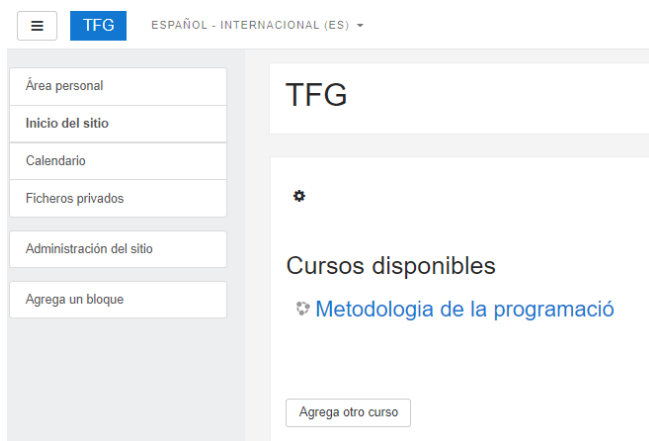 TFG
ESPAÑOL - INTERNACIONAL (ES)
Área personal
Inicio del sitio
Calendario
Ficheros privados
Administración del sitio
Agrega un bloque
TFG
Cursos disponibles
Metodologia de la programació
Agrega otro curso